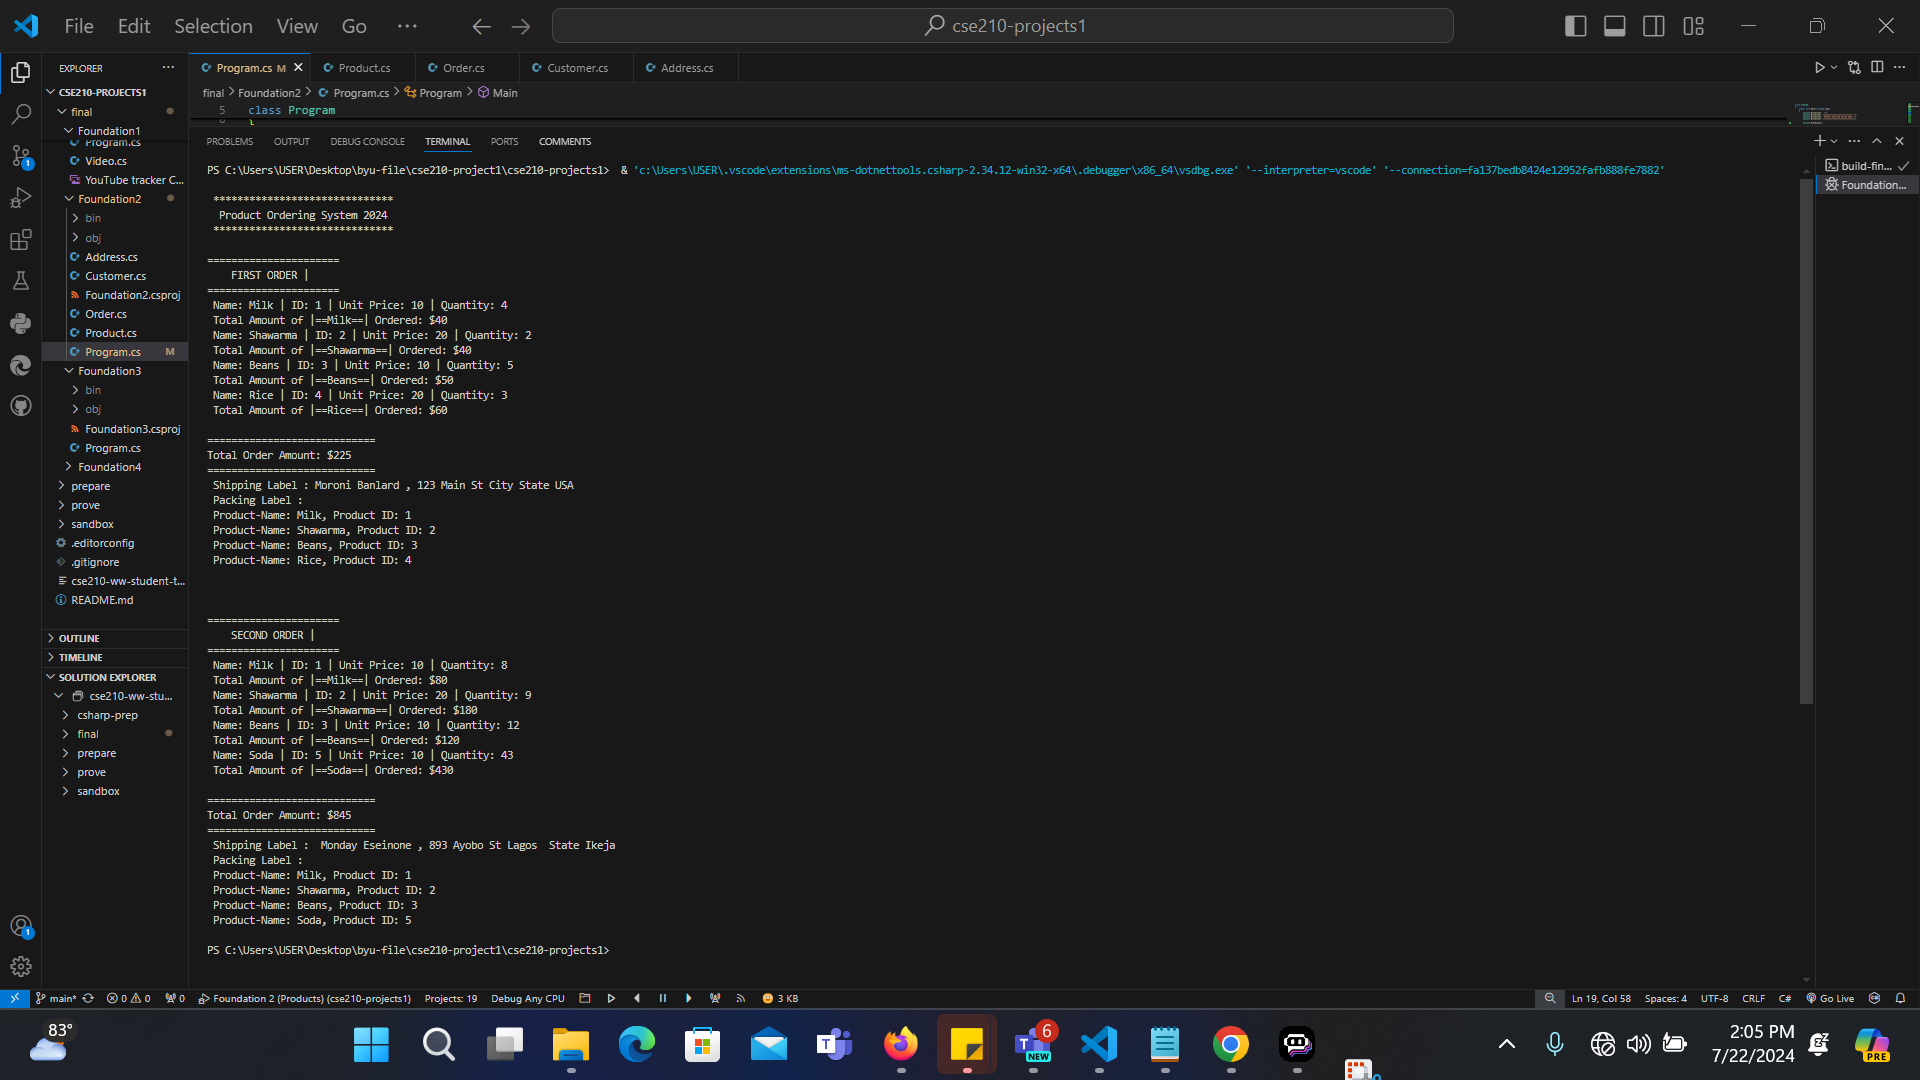 File Edit Selection View Go ··· cse210-projects1
EXPLORER ···
CSE210-PROJECTS1
final
Foundation1
Program.cs
Video.cs
YouTube tracker C...
Foundation2
bin
obj
Address.cs
Customer.cs
Foundation2.csproj
Order.cs
Product.cs
Program.cs M
Foundation3
bin
obj
Foundation3.csproj
Program.cs
Foundation4
prepare
prove
sandbox
.editorconfig
.gitignore
cse210-ww-student-t...
README.md
OUTLINE
TIMELINE
SOLUTION EXPLORER
cse210-ww-stu...
csharp-prep
final
prepare
prove
sandbox
Program.cs M Product.cs Order.cs Customer.cs Address.cs
final > Foundation2 > Program.cs > Program > Main
5 class Program
6 {
PROBLEMS OUTPUT DEBUG CONSOLE TERMINAL PORTS COMMENTS
build-fin...
Foundation...
PS C:\Users\USER\Desktop\byu-file\cse210-project1\cse210-projects1> & 'c:\Users\USER\.vscode\extensions\ms-dotnettools.csharp-2.34.12-win32-x64\.debugger\x86_64\vsdbg.exe' '--interpreter=vscode' '--connection=fa137bedb8424e12952fafb888fe7882'
******************************
Product Ordering System 2024
******************************
======================
FIRST ORDER |
======================
Name: Milk | ID: 1 | Unit Price: 10 | Quantity: 4
Total Amount of |==Milk==| Ordered: $40
Name: Shawarma | ID: 2 | Unit Price: 20 | Quantity: 2
Total Amount of |==Shawarma==| Ordered: $40
Name: Beans | ID: 3 | Unit Price: 10 | Quantity: 5
Total Amount of |==Beans==| Ordered: $50
Name: Rice | ID: 4 | Unit Price: 20 | Quantity: 3
Total Amount of |==Rice==| Ordered: $60
============================
Total Order Amount: $225
============================
Shipping Label : Moroni Banlard , 123 Main St City State USA
Packing Label :
Product-Name: Milk, Product ID: 1
Product-Name: Shawarma, Product ID: 2
Product-Name: Beans, Product ID: 3
Product-Name: Rice, Product ID: 4
======================
SECOND ORDER |
======================
Name: Milk | ID: 1 | Unit Price: 10 | Quantity: 8
Total Amount of |==Milk==| Ordered: $80
Name: Shawarma | ID: 2 | Unit Price: 20 | Quantity: 9
Total Amount of |==Shawarma==| Ordered: $180
Name: Beans | ID: 3 | Unit Price: 10 | Quantity: 12
Total Amount of |==Beans==| Ordered: $120
Name: Soda | ID: 5 | Unit Price: 10 | Quantity: 43
Total Amount of |==Soda==| Ordered: $430
============================
Total Order Amount: $845
============================
Shipping Label :  Monday Eseinone , 893 Ayobo St Lagos  State Ikeja
Packing Label :
Product-Name: Milk, Product ID: 1
Product-Name: Shawarma, Product ID: 2
Product-Name: Beans, Product ID: 3
Product-Name: Soda, Product ID: 5
PS C:\Users\USER\Desktop\byu-file\cse210-project1\cse210-projects1>
1
1
main* 0 0 0 Foundation 2 (Products) (cse210-projects1) Projects: 19 Debug Any CPU 3 KB Ln 19, Col 58 Spaces: 4 UTF-8 CRLF C# Go Live
83° 6 NEW 2:05 PM
7/22/2024 PRE